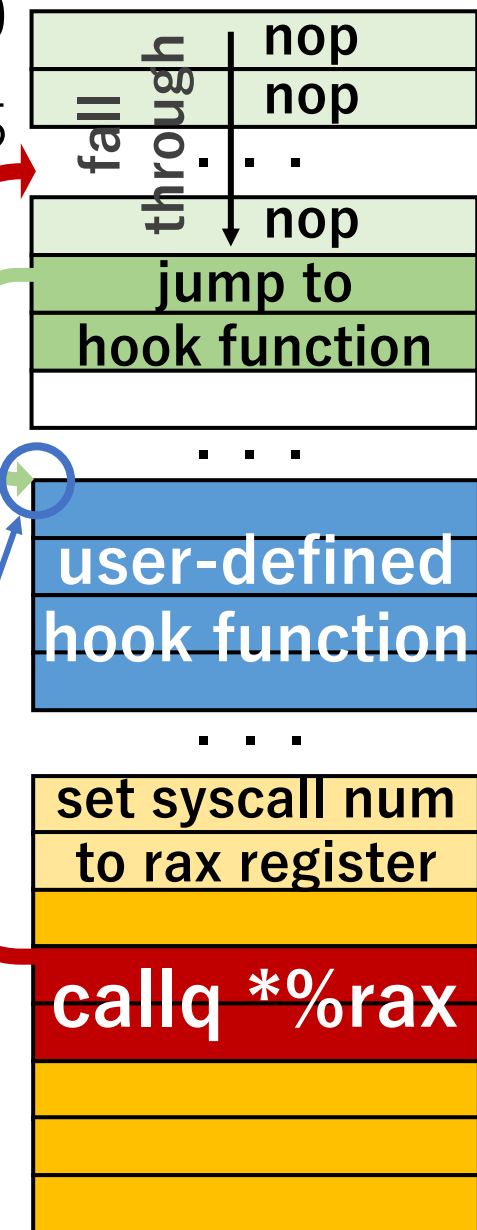 nop
nop
fall
through
. . .
nop
jump to
hook function
. . .
user-defined
hook function
. . .
set syscall num
to rax register
callq *%rax